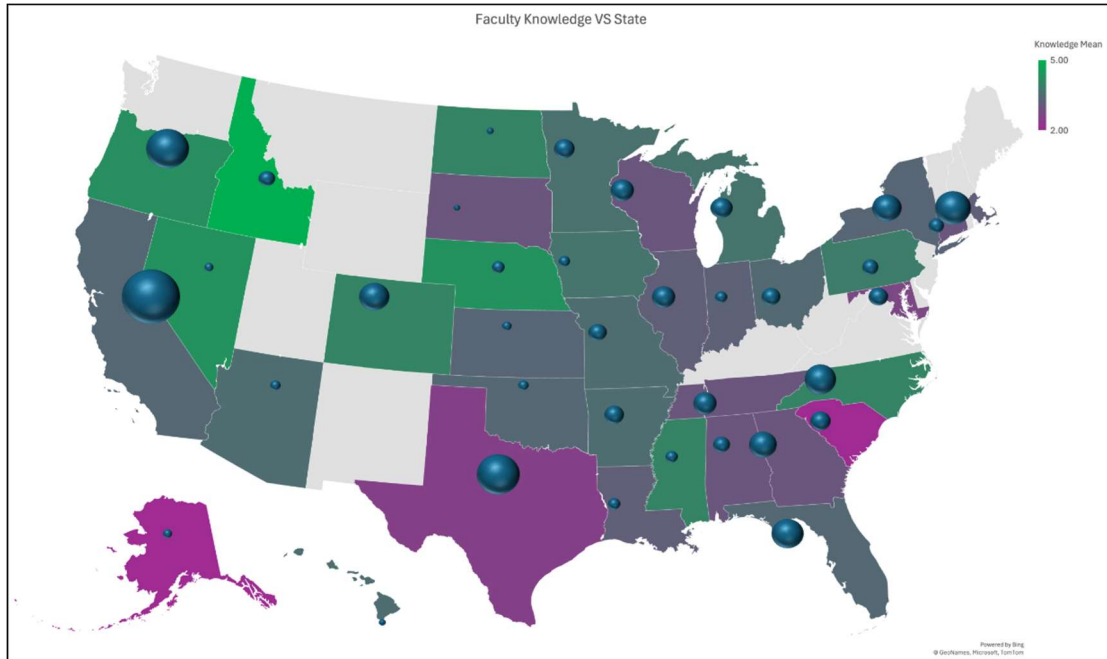 Faculty Knowledge VS State
Knowledge Mean
5.00
2.00
Powered by Bing
© GeoNames, Microsoft, TomTom